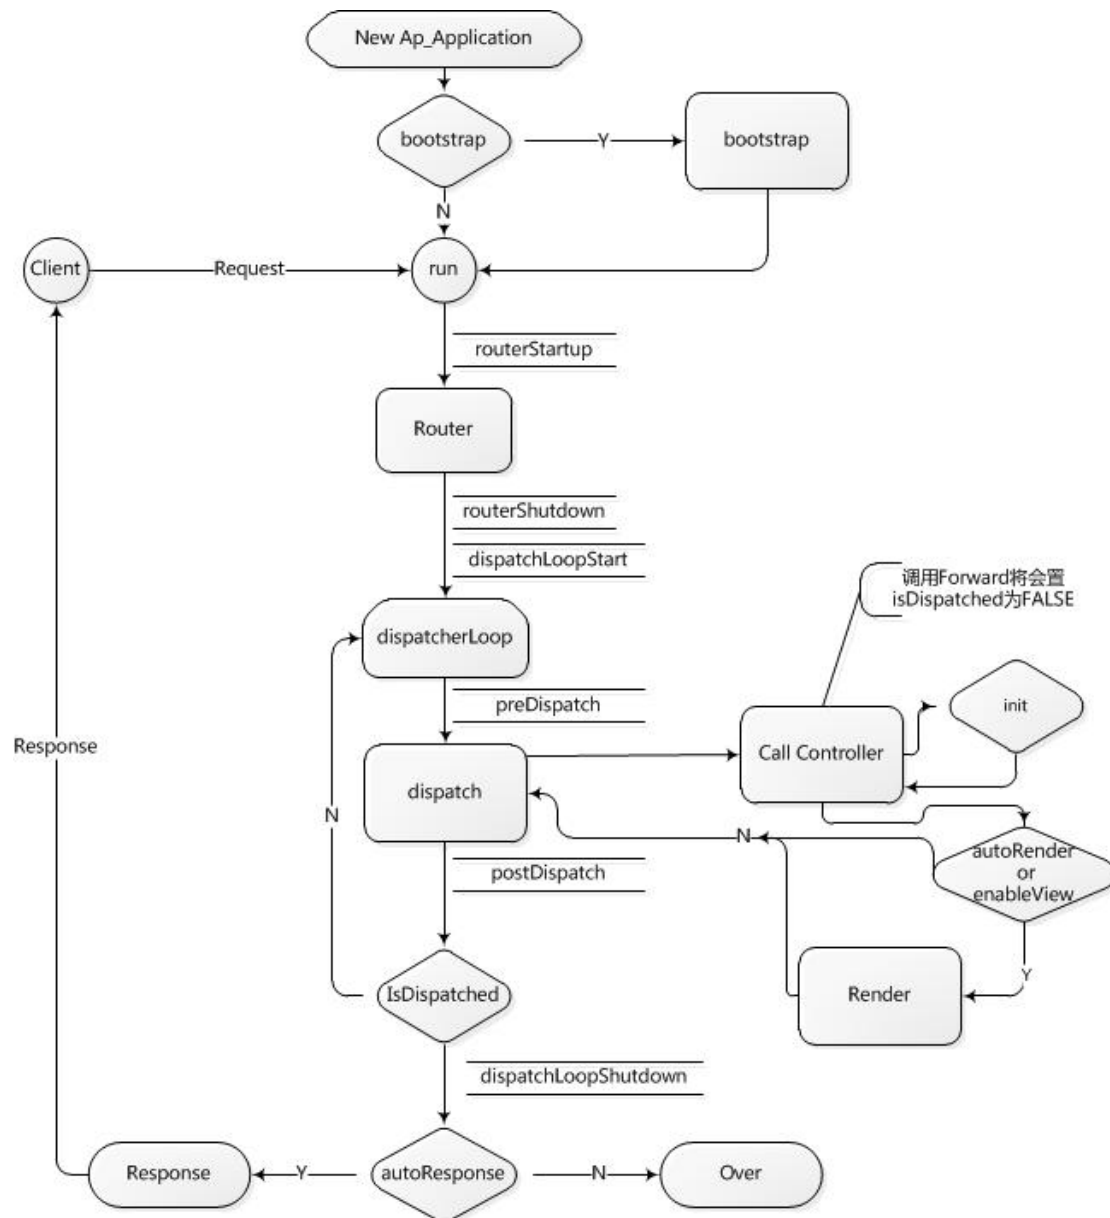 New Ap_Application
bootstrap
Y
bootstrap
N
Client
Request
run
routerStartup
Router
routerShutdown
dispatchLoopStart
调用Forward将会置
isDispatched为FALSE
dispatcherLoop
preDispatch
init
Response
Call Controller
dispatch
N
N
autoRender
or
enableView
postDispatch
Y
IsDispatched
Render
dispatchLoopShutdown
Response
Y
autoResponse
N
Over